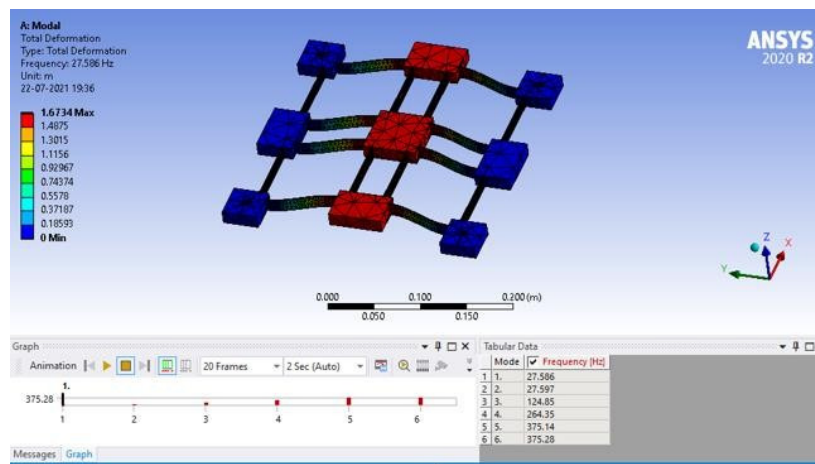 A: Modal
Total Deformation
Type: Total Deformation
Frequency: 27.586 Hz
Unit: m
22-07-2021 19:36
1.6734 Max
1.4875
1.3015
1.1156
0.92967
0.74374
0.5578
0.37187
0.18593
0 Min
ANSYS
2020 R2
Z
X
Y
0.000 0.100 0.200 (m)
0.050 0.150
Graph
Animation 20 Frames 2 Sec (Auto)
1.
375.28
1 2 3 4 5 6
Messages Graph
Tabular Data
Mode Frequency [Hz]
1 1. 27.586
2 2. 27.597
3 3. 124.85
4 4. 264.35
5 5. 375.14
6 6. 375.28